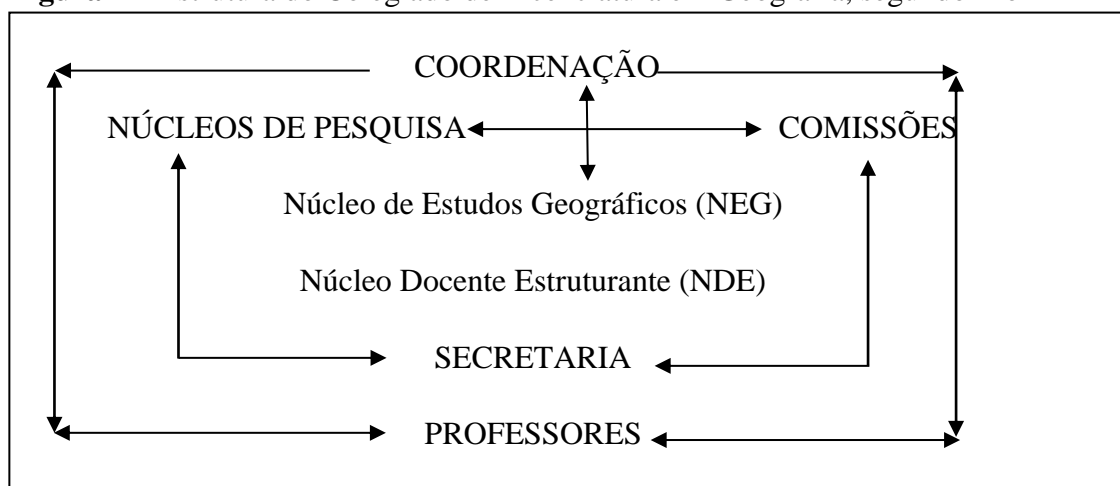 COORDENAÇÃO
NÚCLEOS DE PESQUISA COMISSÕES
Núcleo de Estudos Geográficos (NEG)
Núcleo Docente Estruturante (NDE)
SECRETARIA
PROFESSORES